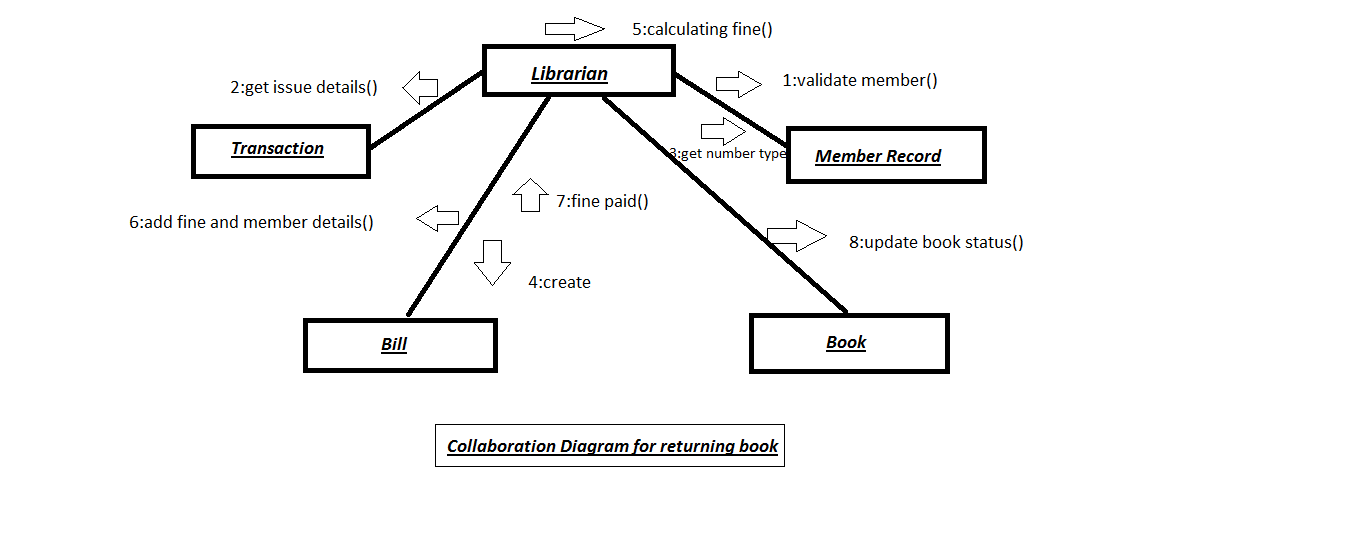 5:calculating fine()
Librarian
2:get issue details()
1:validate member()
Transaction
3:get number type
Member Record
6:add fine and member details()
7:fine paid()
8:update book status()
4:create
Bill
Book
Collaboration Diagram for returning book